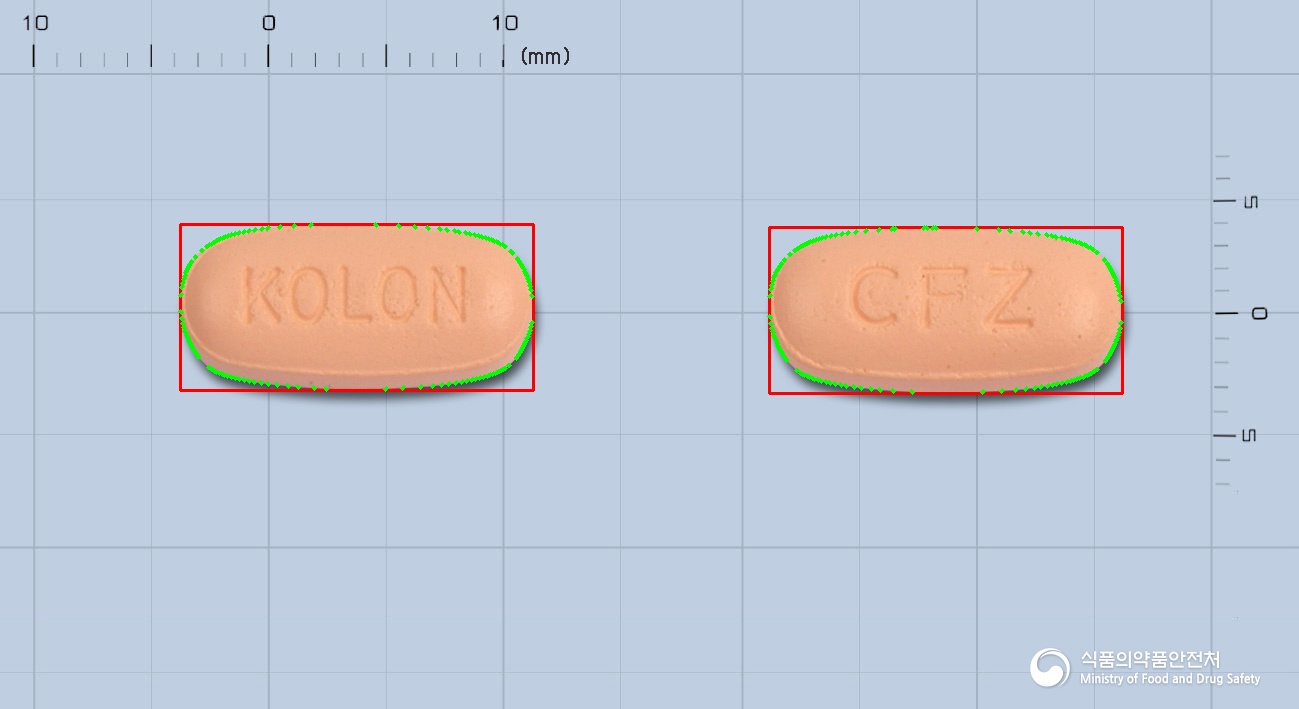 10 0 10
(mm)
5
KOLON
CFZ
0
5
식품의약품안전처
Ministry of Food and Drug Safety